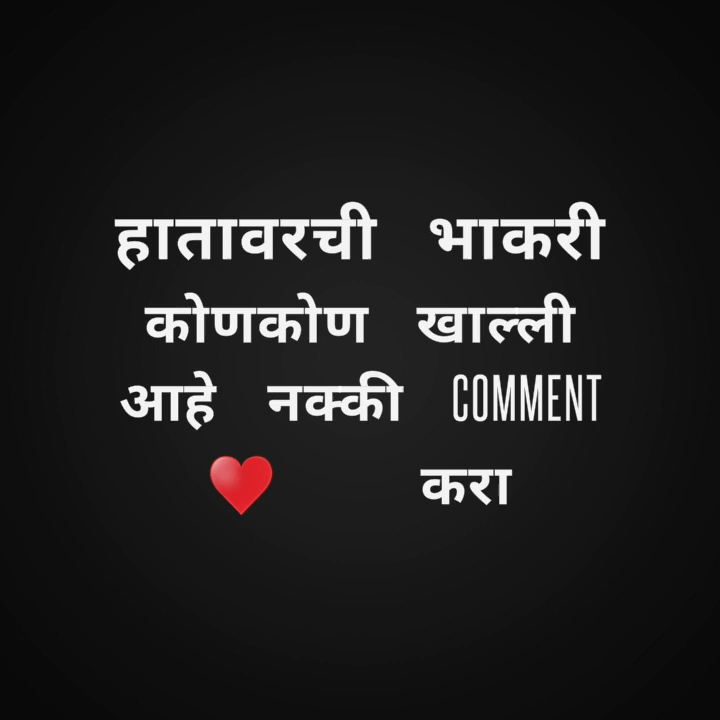 हातावरची भाकरी
कोणकोण खाल्ली
आहे नक्की COMMENT
❤️ करा